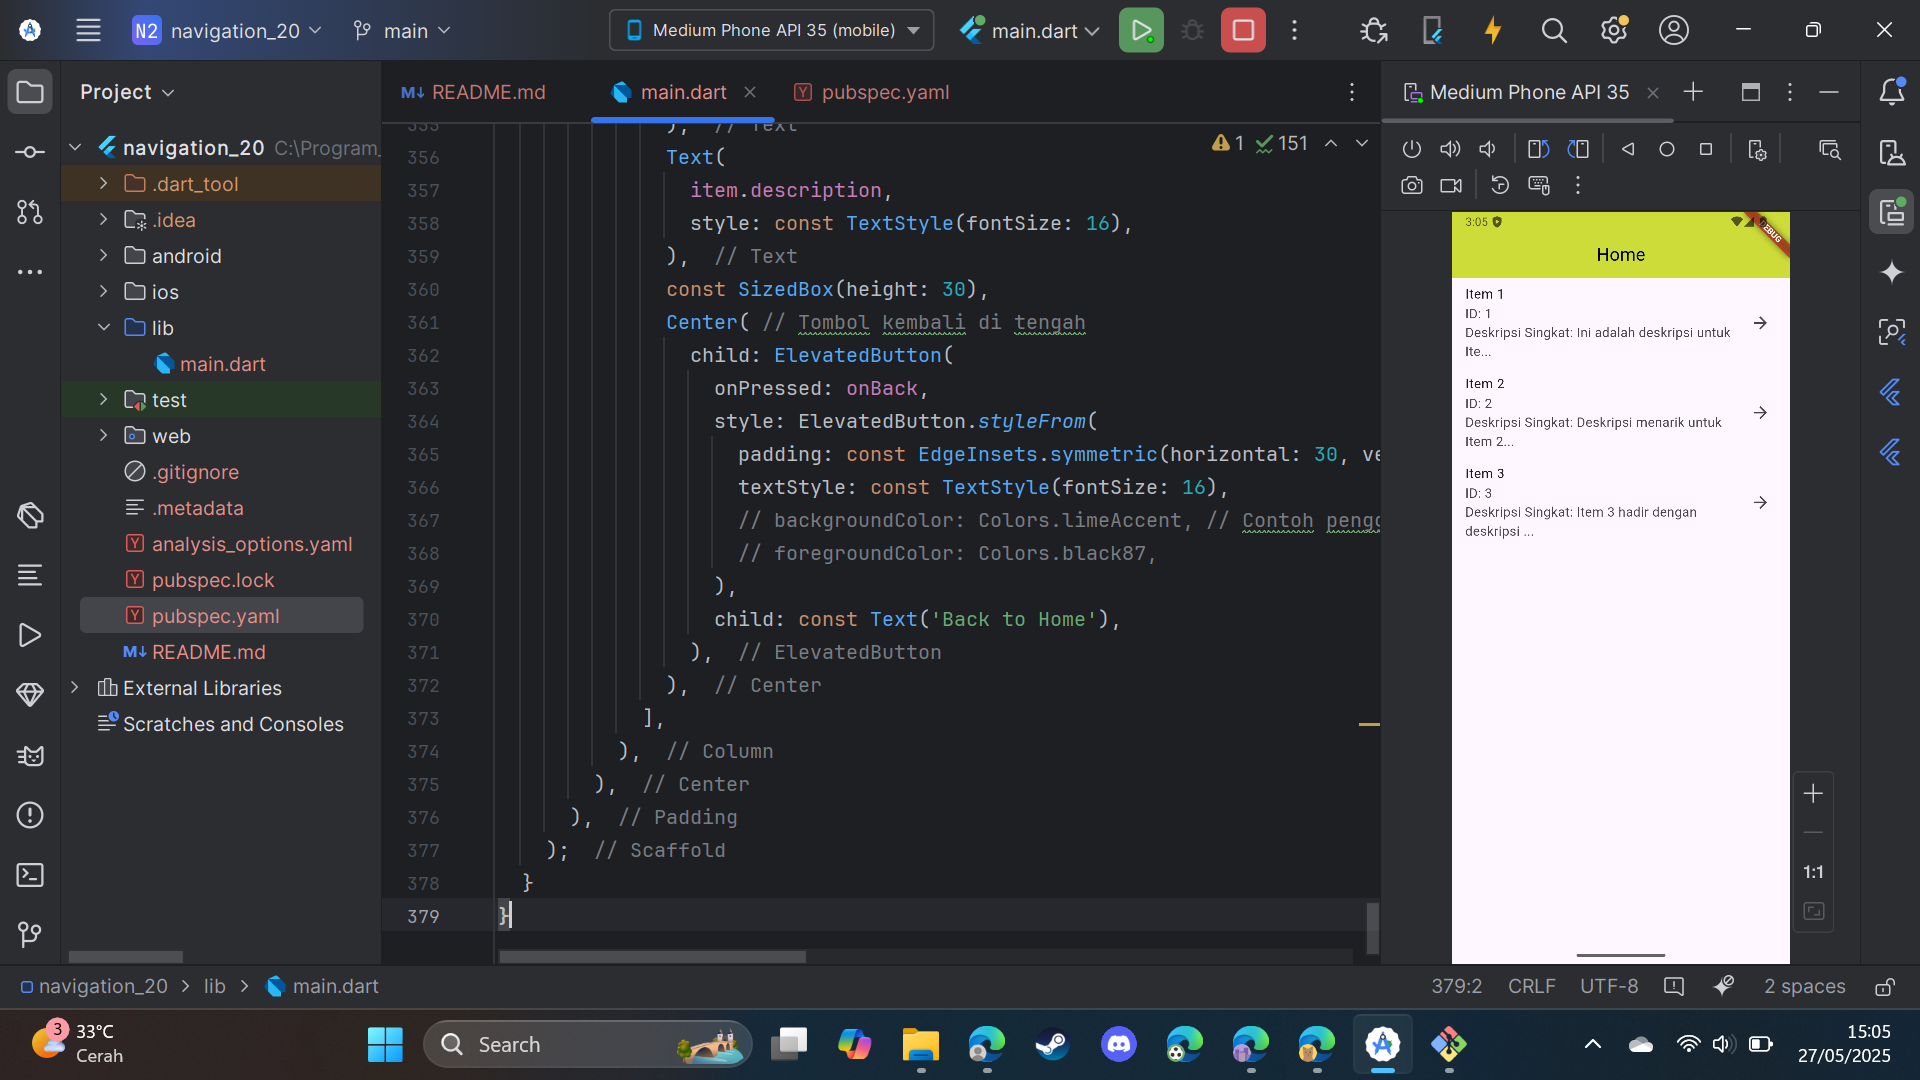 N2 navigation_20 main Medium Phone API 35 (mobile) main.dart
Project
README.md main.dart pubspec.yaml
Medium Phone API 35
navigation_20 C:\Program_
.dart_tool
.idea
android
ios
lib
main.dart
test
web
.gitignore
.metadata
analysis_options.yaml
pubspec.lock
pubspec.yaml
README.md
External Libraries
Scratches and Consoles
1 151
355 ), // Text
356 Text(
357 item.description,
358 style: const TextStyle(fontSize: 16),
359 ), // Text
360 const SizedBox(height: 30),
361 Center( // Tombol kembali di tengah
362 child: ElevatedButton(
363 onPressed: onBack,
364 style: ElevatedButton.styleFrom(
365 padding: const EdgeInsets.symmetric(horizontal: 30, ve
366 textStyle: const TextStyle(fontSize: 16),
367 // backgroundColor: Colors.limeAccent, // Contoh pengg
368 // foregroundColor: Colors.black87,
369 ),
370 child: const Text('Back to Home'),
371 ), // ElevatedButton
372 ), // Center
373 ],
374 ), // Column
375 ), // Center
376 ), // Padding
377 ); // Scaffold
378 }
379 }
3:05
DEBUG
Home
Item 1
ID: 1
Deskripsi Singkat: Ini adalah deskripsi untuk
Ite...
Item 2
ID: 2
Deskripsi Singkat: Deskripsi menarik untuk
Item 2...
Item 3
ID: 3
Deskripsi Singkat: Item 3 hadir dengan
deskripsi ...
1:1
navigation_20 > lib > main.dart
379:2 CRLF UTF-8 2 spaces
3
33°C
Cerah
Search
15:05
27/05/2025